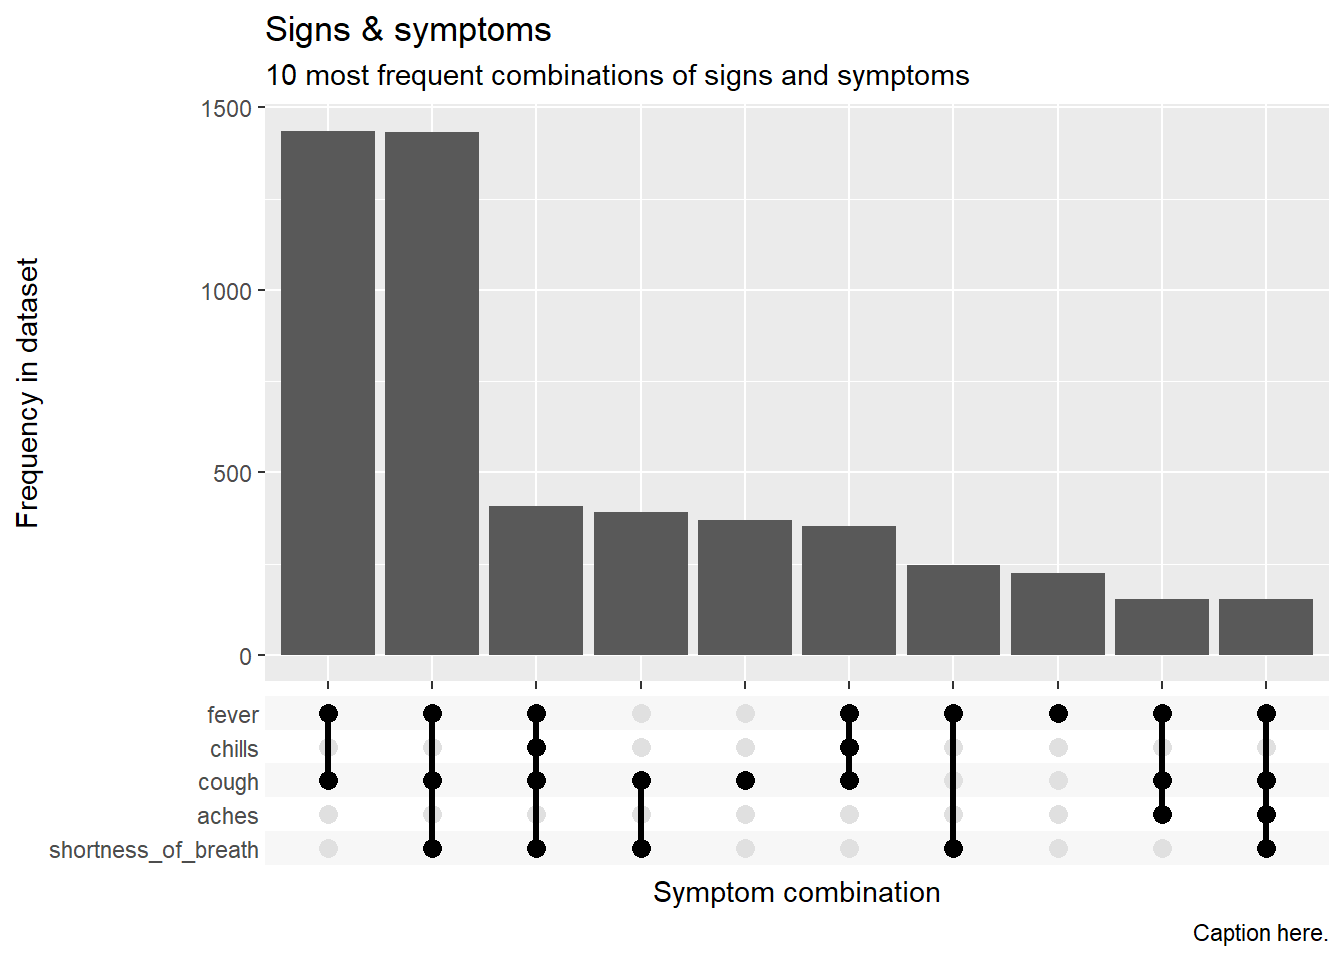 Signs & symptoms
10 most frequent combinations of signs and symptoms
Frequency in dataset
1500
1000
500
0
fever
chills
cough
aches
shortness_of_breath
Symptom combination
Caption here.